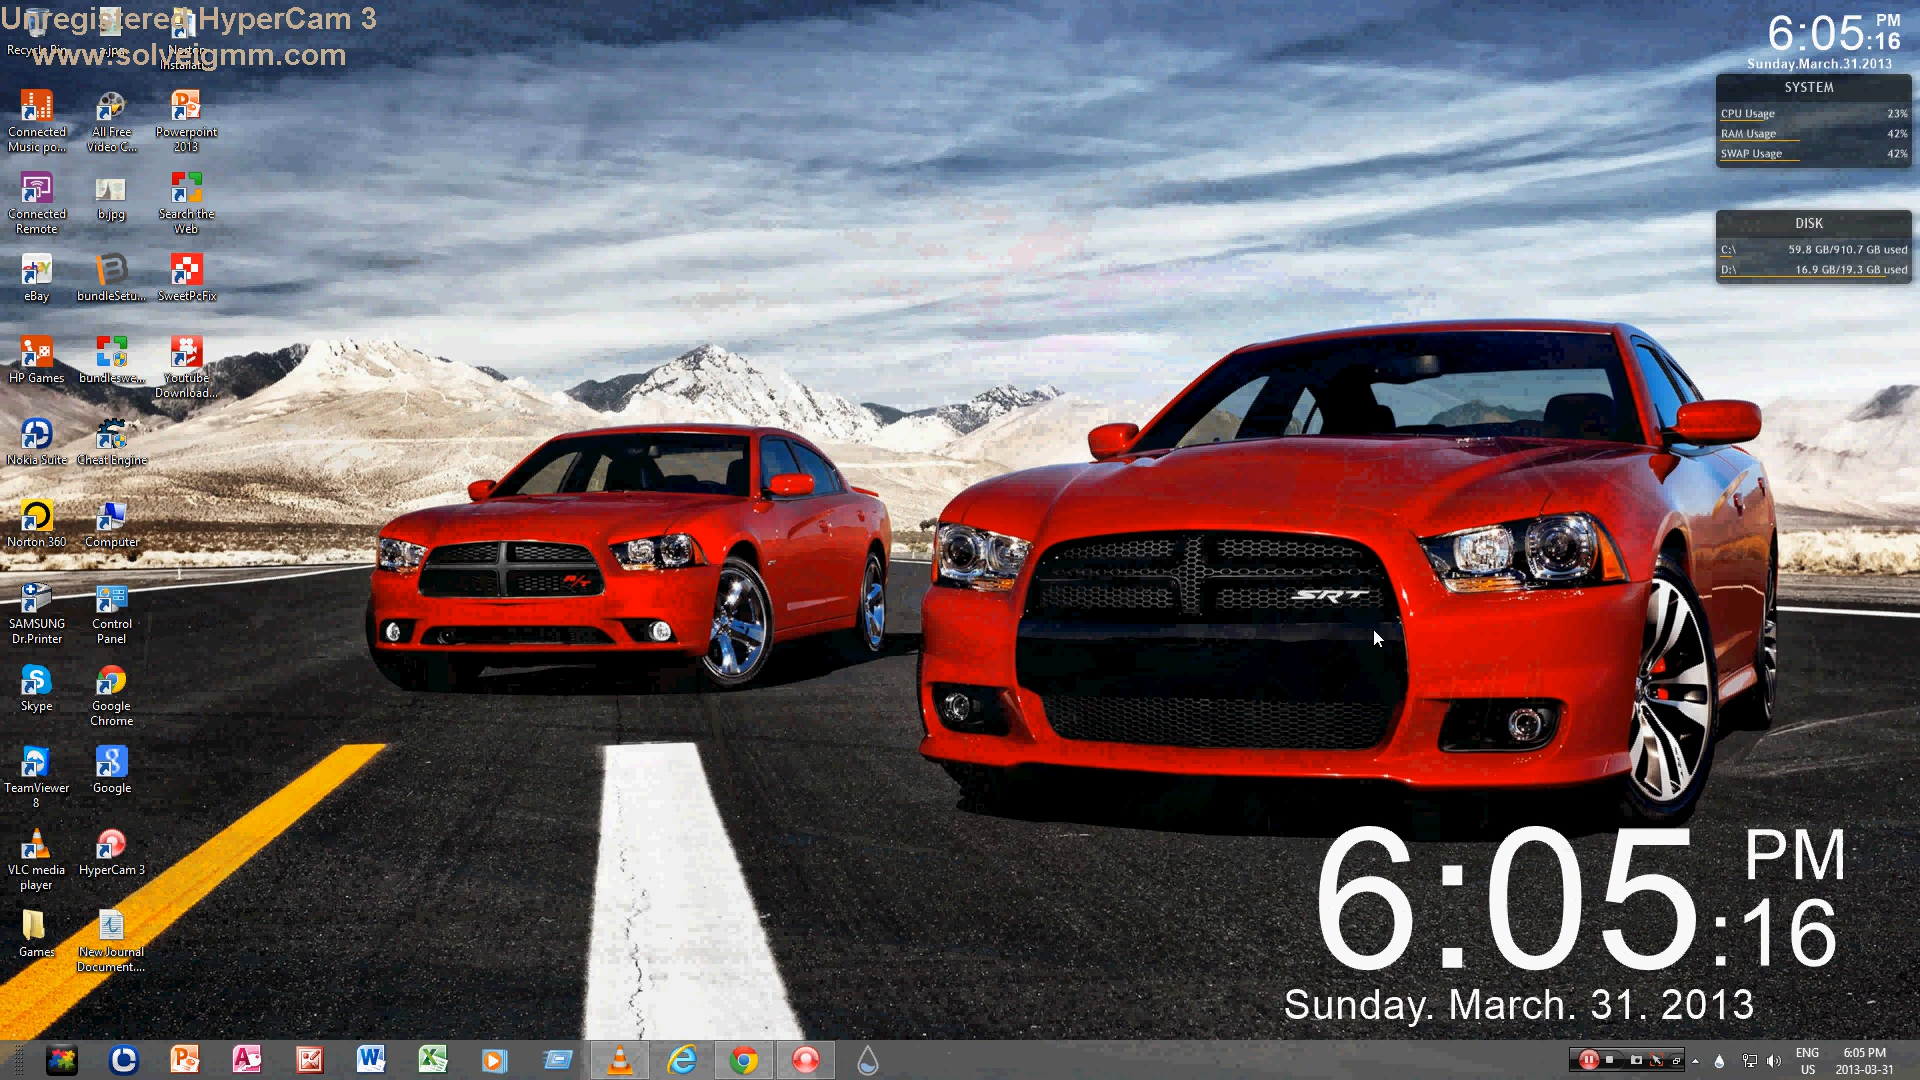 Unregistered HyperCam 3
www.solveigmm.com
Recycle Bin
a.jpg
Norton
Installat...
Connected
Music po...
All Free
Video C...
Powerpoint
2013
Connected
Remote
b.jpg
Search the
Web
eBay
bundleSetu...
SweetPcFix
HP Games
bundleswe...
Youtube
Download...
Nokia Suite
Cheat Engine
Norton 360
Computer
SAMSUNG
Dr.Printer
Control
Panel
Skype
Google
Chrome
TeamViewer
8
Google
VLC media
player
HyperCam 3
Games
New Journal
Document....
6:05:16 PM
Sunday.March.31.2013
SYSTEM
CPU Usage 23%
RAM Usage 42%
SWAP Usage 42%
DISK
C:\ 59.8 GB/910.7 GB used
D:\ 16.9 GB/19.3 GB used
R/T
SRT
6:05:16 PM
Sunday. March. 31. 2013
ENG
US
6:05 PM
2013-03-31